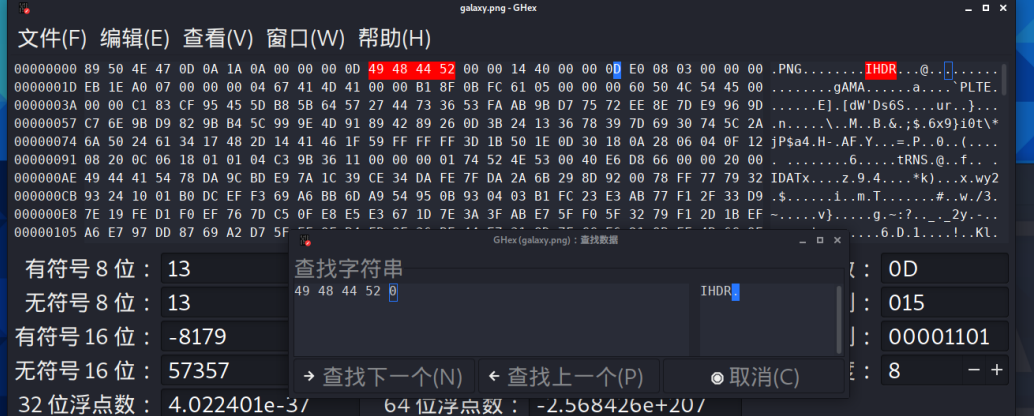 galaxy.png - GHex
文件(F) 编辑(E) 查看(V) 窗口(W) 帮助(H)
00000000 89 50 4E 47 0D 0A 1A 0A 00 00 00 0D 49 48 44 52 00 00 14 40 00 00 0D E0 08 03 00 00 00 .PNG........IHDR...@.........
0000001D EB 1E A0 07 00 00 00 04 67 41 4D 41 00 00 B1 8F 0B FC 61 05 00 00 00 60 50 4C 54 45 00 ........gAMA......a....`PLTE.
0000003A 00 00 C1 83 CF 95 45 5D B8 5B 64 57 27 44 73 36 53 FA AB 9B D7 75 72 EE 8E 7D E9 96 9D ......E].[dW'Ds6S....ur..}...
00000057 C7 6E 9B D9 82 9B B4 5C 99 9E 4D 91 89 42 89 26 0D 3B 24 13 36 78 39 7D 69 30 74 5C 2A .n.....\..M..B.&.;$.6x9}i0t\*
00000074 6A 50 24 61 34 17 48 2D 14 41 46 1F 59 FF FF FF 3D 1B 50 1E 0D 30 18 0A 28 06 04 0F 12 jP$a4.H-.AF.Y...=.P..0..(....
00000091 08 20 0C 06 18 01 01 04 C3 9B 36 11 00 00 00 01 74 52 4E 53 00 40 E6 D8 66 00 00 20 00 . ........6.....tRNS.@..f.. .
000000AE 49 44 41 54 78 DA 9C BD E9 7A 1C 39 CE 34 DA FE 7F DA 2A 6B 29 8D 92 00 78 FF 77 79 32 IDATx....z.9.4....*k)...x.wy2
000000CB 93 24 10 01 B0 DC EE F3 69 A6 BB 6D A9 54 95 0B 93 04 03 B1 FC 23 E3 AB 77 F1 2F 33 D9 .$......i..m.T......#..w./3.
000000E8 7E 19 FE D1 F0 EF 76 7D C5 0F E8 E5 E3 67 1D 7E 3A 3F AB E7 5F F0 5F 32 79 F1 2D 1B EF ~.....v}.....g.~:?.._._2y.-..
00000105 A6 E7 97 DD 87 69 A2 D7 5F
GHex (galaxy.png)：查找数据
查找字符串
49 48 44 52 0 IHDR.
查找下一个(N) 查找上一个(P) 取消(C)
有符号 8 位： 13 0D
无符号 8 位： 13 015
有符号 16 位： -8179 00001101
无符号 16 位： 57357 8
32 位浮点数： 4.022401e-37 64 位浮点数： -2.568426e+207